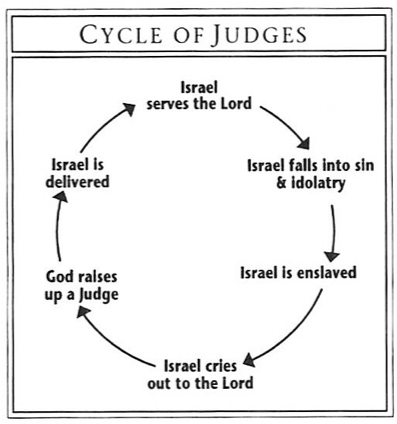 CYCLE OF JUDGES
Israel
serves the Lord
Israel falls into sin
& idolatry
Israel is enslaved
Israel cries
out to the Lord
God raises
up a Judge
Israel is
delivered